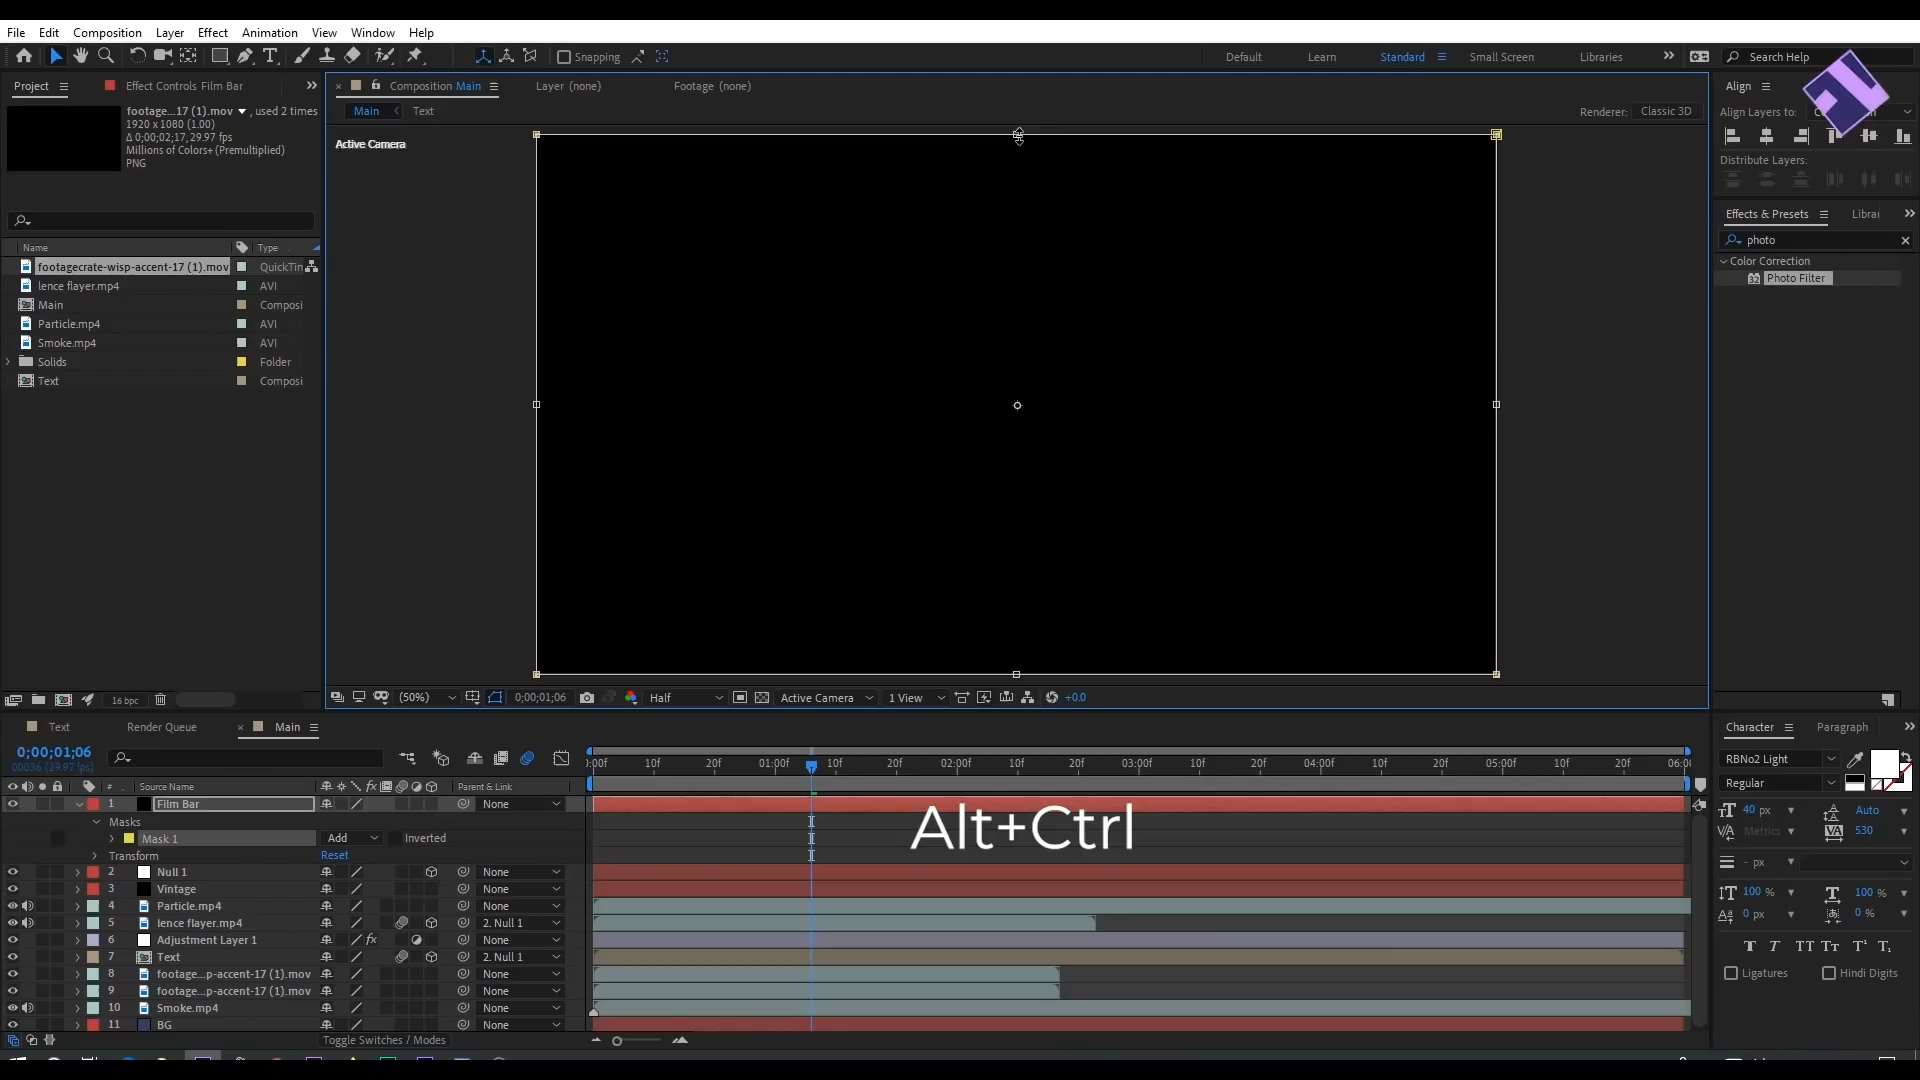 File Edit Composition Layer Effect Animation View Window Help
Snapping
Default Learn Standard Small Screen Libraries
Search Help
Project Effect Controls Film Bar
footage...17 (1).mov , used 2 times
1920 x 1080 (1.00)
Δ 0;00;02;17, 29.97 fps
Millions of Colors+ (Premultiplied)
PNG
Name Type
footagecrate-wisp-accent-17 (1).mov QuickTin
lence flayer.mp4 AVI
Main Composi
Particle.mp4 AVI
Smoke.mp4 AVI
Solids Folder
Text Composi
16 bpc
Composition Main Layer (none) Footage (none)
Main Text
Renderer: Classic 3D
Active Camera
(50%) 0;00;01;06 Half Active Camera 1 View +0.0
Align
Align Layers to:
Distribute Layers:
Effects & Presets Librai
photo
Color Correction
32 Photo Filter
Text Render Queue Main
0;00;01;06
00036 (29.97 fps)
# Source Name Parent & Link
):00f 10f 20f 01:00f 10f 20f 02:00f 10f 20f 03:00f 10f 20f 04:00f 10f 20f 05:00f 10f 20f 06:00
1 Film Bar None
Masks
Mask 1 Add Inverted
Transform Reset
2 Null 1 None
3 Vintage None
4 Particle.mp4 None
5 lence flayer.mp4 2. Null 1
6 Adjustment Layer 1 fx None
7 Text 2. Null 1
8 footage...p-accent-17 (1).mov None
9 footage...p-accent-17 (1).mov None
10 Smoke.mp4 None
11 BG None
Toggle Switches / Modes
Alt+Ctrl
Character Paragraph
RBNo2 Light
Regular
40 px Auto
Metrics 530
- px
100 % 100 %
0 px 0 %
T T TT Tt T¹ T₁
Ligatures Hindi Digits